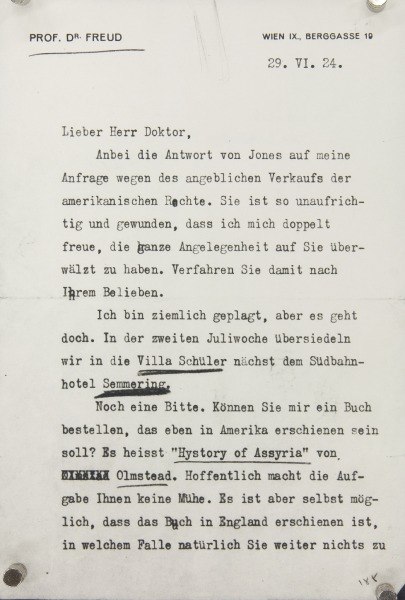 PROF. DR. FREUD
WIEN IX., BERGGASSE 19
29. VI. 24.
Lieber Herr Doktor,
Anbei die Antwort von Jones auf meine
Anfrage wegen des angeblichen Verkaufs der
amerikanischen Rechte. Sie ist so unaufrich-
tig und gewunden, dass ich mich doppelt
freue, die ganze Angelegenheit auf Sie über-
wälzt zu haben. Verfahren Sie damit nach
Ihrem Belieben.
Ich bin ziemlich geplagt, aber es geht
doch. In der zweiten Juliwoche übersiedeln
wir in die Villa Schüler nächst dem Südbahn-
hotel Semmering.
Noch eine Bitte. Können Sie mir ein Buch
bestellen, das eben in Amerika erschienen sein
soll? Es heisst "Hystory of Assyria" von
Olmstead. Hoffentlich macht die Auf-
gabe Ihnen keine Mühe. Es ist aber selbst mög-
lich, dass das Buch in England erschienen ist,
in welchem Falle natürlich Sie weiter nichts zu